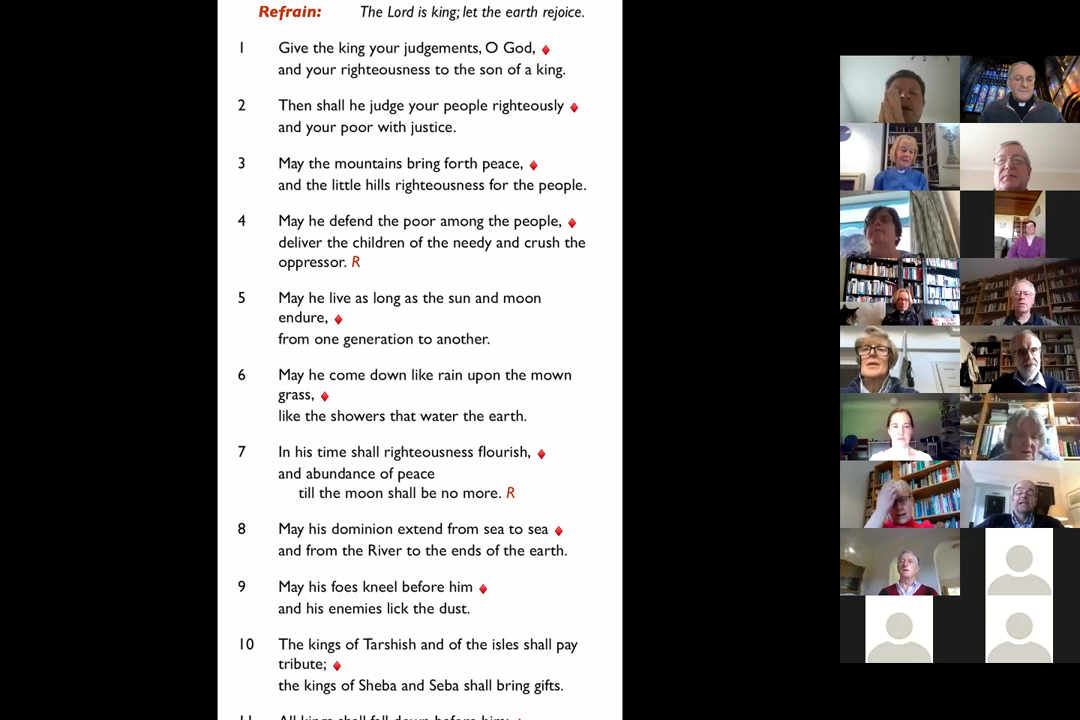 Refrain: The Lord is king; let the earth rejoice.
1 Give the king your judgements, O God, ♦
and your righteousness to the son of a king.
2 Then shall he judge your people righteously ♦
and your poor with justice.
3 May the mountains bring forth peace, ♦
and the little hills righteousness for the people.
4 May he defend the poor among the people, ♦
deliver the children of the needy and crush the
oppressor. R
5 May he live as long as the sun and moon
endure, ♦
from one generation to another.
6 May he come down like rain upon the mown
grass, ♦
like the showers that water the earth.
7 In his time shall righteousness flourish, ♦
and abundance of peace
till the moon shall be no more. R
8 May his dominion extend from sea to sea ♦
and from the River to the ends of the earth.
9 May his foes kneel before him ♦
and his enemies lick the dust.
10 The kings of Tarshish and of the isles shall pay
tribute; ♦
the kings of Sheba and Seba shall bring gifts.
11 All kings shall fall down before him; ♦